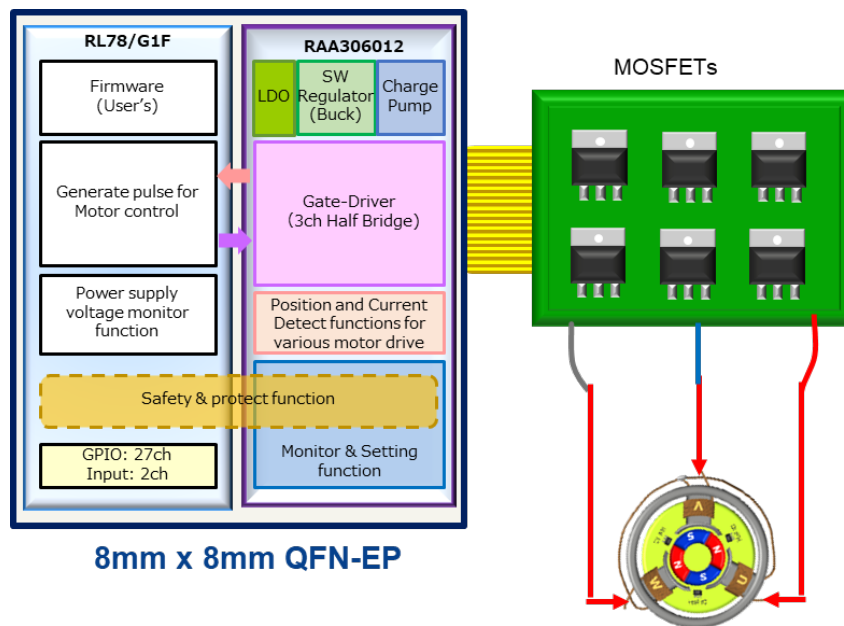 RL78/G1F
RAA306012
Firmware
(User's)
LDO
SW
Regulator
(Buck)
Charge
Pump
Generate pulse for
Motor control
Gate-Driver
(3ch Half Bridge)
Power supply
voltage monitor
function
Position and Current
Detect functions for
various motor drive
Safety & protect function
GPIO: 27ch
Input: 2ch
Monitor & Setting
function
8mm x 8mm QFN-EP
MOSFETs
V
S
N
N
S
W
U